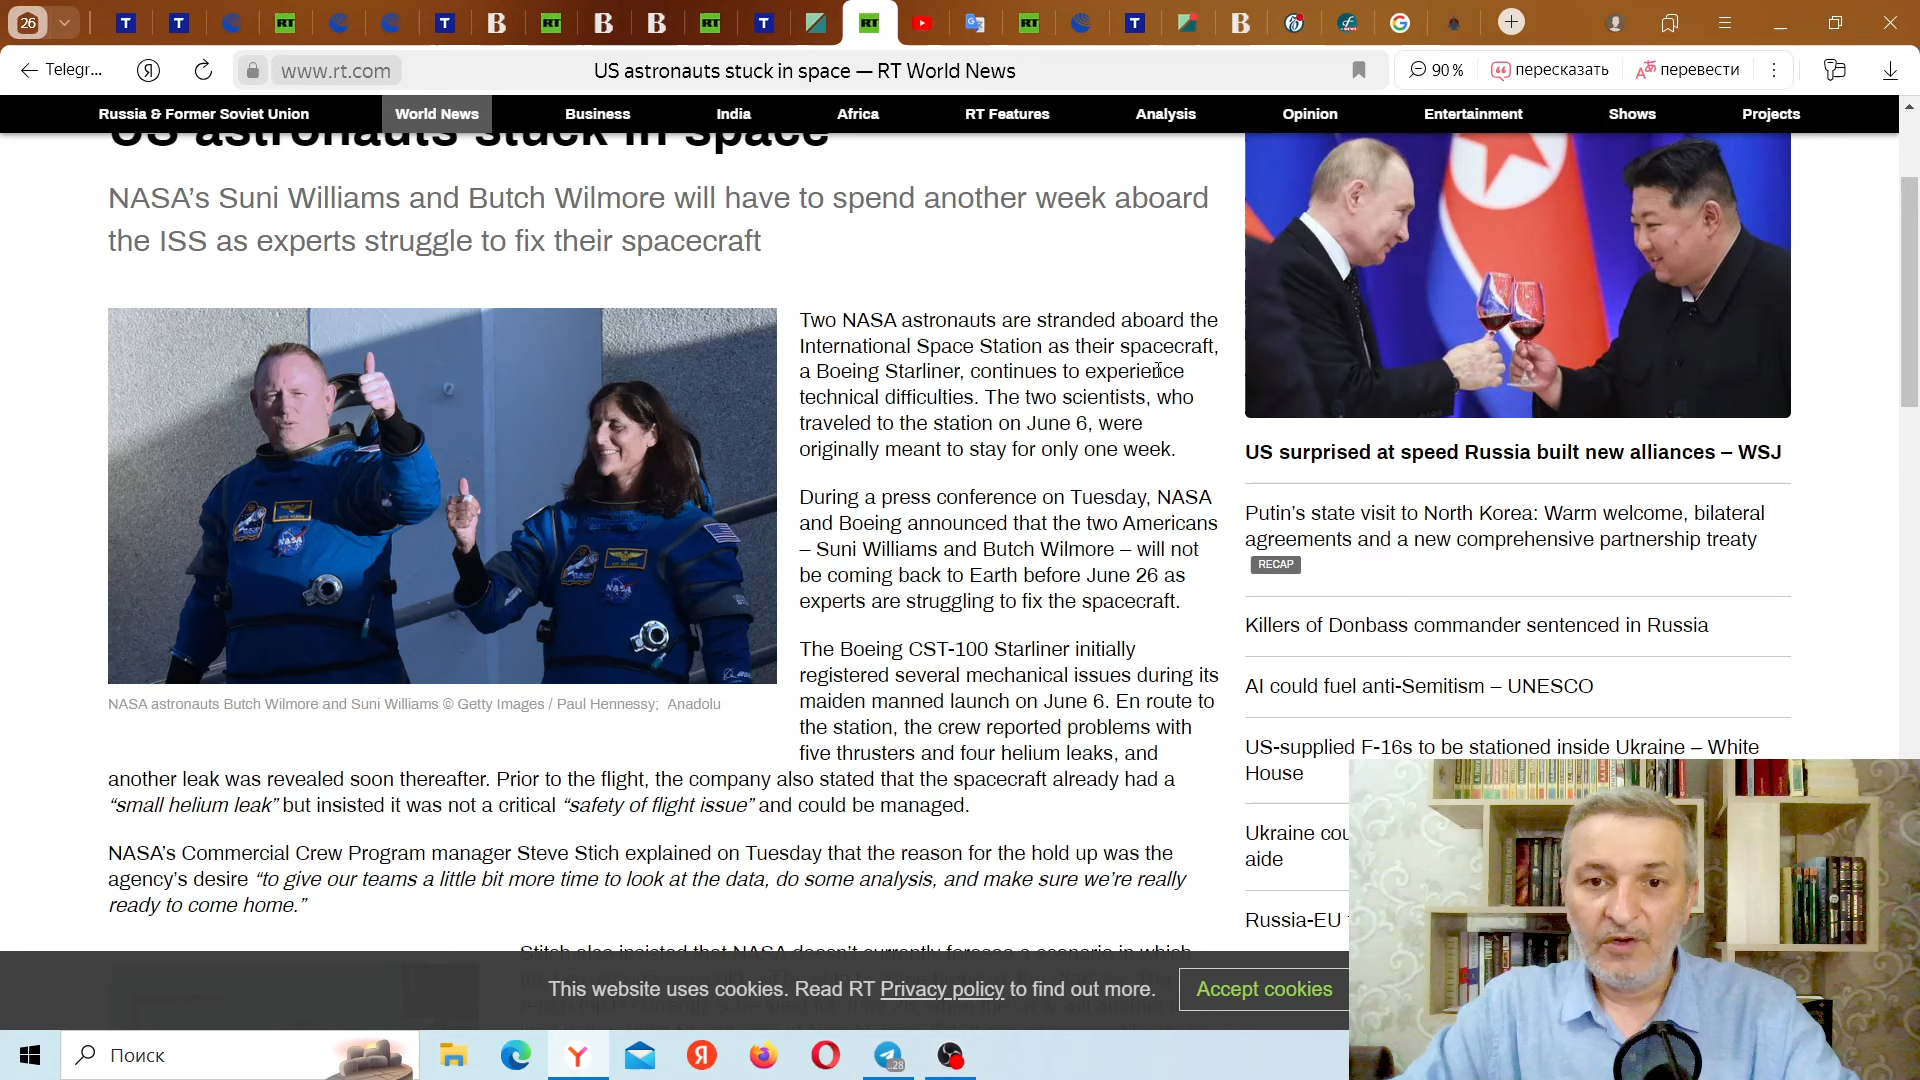 26
Telegr...
www.rt.com
US astronauts stuck in space — RT World News
90 %
пересказать
перевести
Russia & Former Soviet Union
World News
Business
India
Africa
RT Features
Analysis
Opinion
Entertainment
Shows
Projects
US astronauts stuck in space
NASA’s Suni Williams and Butch Wilmore will have to spend another week aboard
the ISS as experts struggle to fix their spacecraft
NASA
NASA
NASA astronauts Butch Wilmore and Suni Williams © Getty Images / Paul Hennessy; Anadolu
Two NASA astronauts are stranded aboard the
International Space Station as their spacecraft,
a Boeing Starliner, continues to experience
technical difficulties. The two scientists, who
traveled to the station on June 6, were
originally meant to stay for only one week.
During a press conference on Tuesday, NASA
and Boeing announced that the two Americans
– Suni Williams and Butch Wilmore – will not
be coming back to Earth before June 26 as
experts are struggling to fix the spacecraft.
The Boeing CST-100 Starliner initially
registered several mechanical issues during its
maiden manned launch on June 6. En route to
the station, the crew reported problems with
five thrusters and four helium leaks, and
another leak was revealed soon thereafter. Prior to the flight, the company also stated that the spacecraft already had a
“small helium leak” but insisted it was not a critical “safety of flight issue” and could be managed.
NASA’s Commercial Crew Program manager Steve Stich explained on Tuesday that the reason for the hold up was the
agency’s desire “to give our teams a little bit more time to look at the data, do some analysis, and make sure we’re really
ready to come home.”
Stitch also insisted that NASA doesn’t currently foresee a scenario in which
US surprised at speed Russia built new alliances – WSJ
Putin’s state visit to North Korea: Warm welcome, bilateral
agreements and a new comprehensive partnership treaty
RECAP
Killers of Donbass commander sentenced in Russia
AI could fuel anti-Semitism – UNESCO
US-supplied F-16s to be stationed inside Ukraine – White
House
Ukraine cou
aide
Russia-EU
This website uses cookies. Read RT Privacy policy to find out more.
Accept cookies
Поиск
28